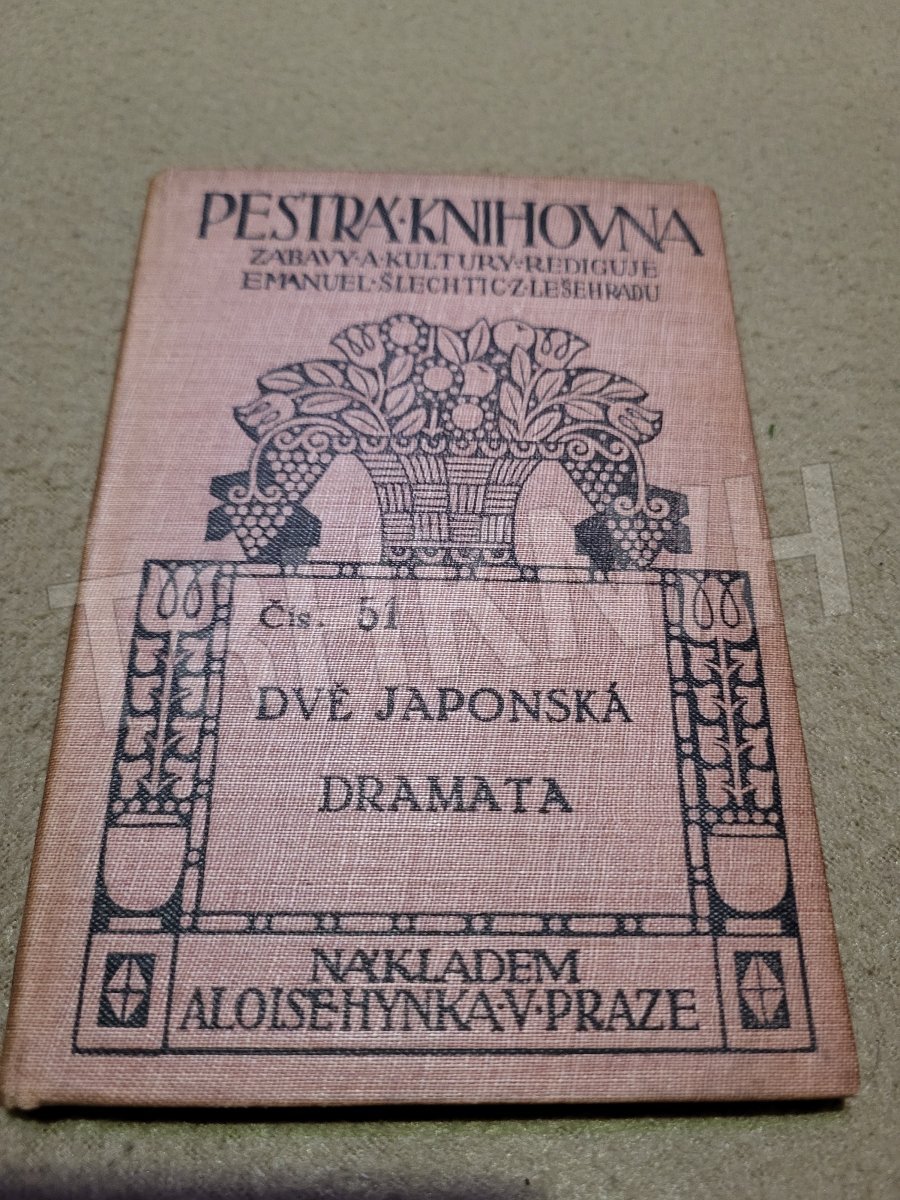 PESTRÁ·KNIHOVNA
ZÁBAVY·A·KULTURY·REDIGUJE
EMANUEL·ŠLECHTIC·Z·LEŠEHRADU
Čís. 51
DVĚ JAPONSKÁ
DRAMATA
NÁKLADEM
ALOISE·HYNKA·V·PRAZE